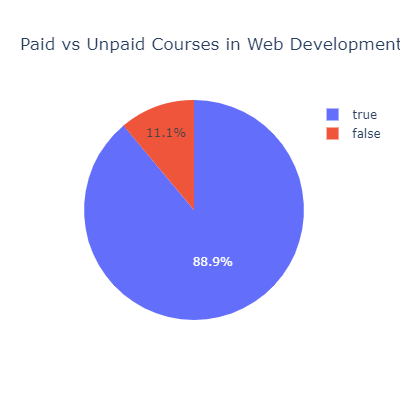 Paid vs Unpaid Courses in Web Development
true
false
11.1%
88.9%